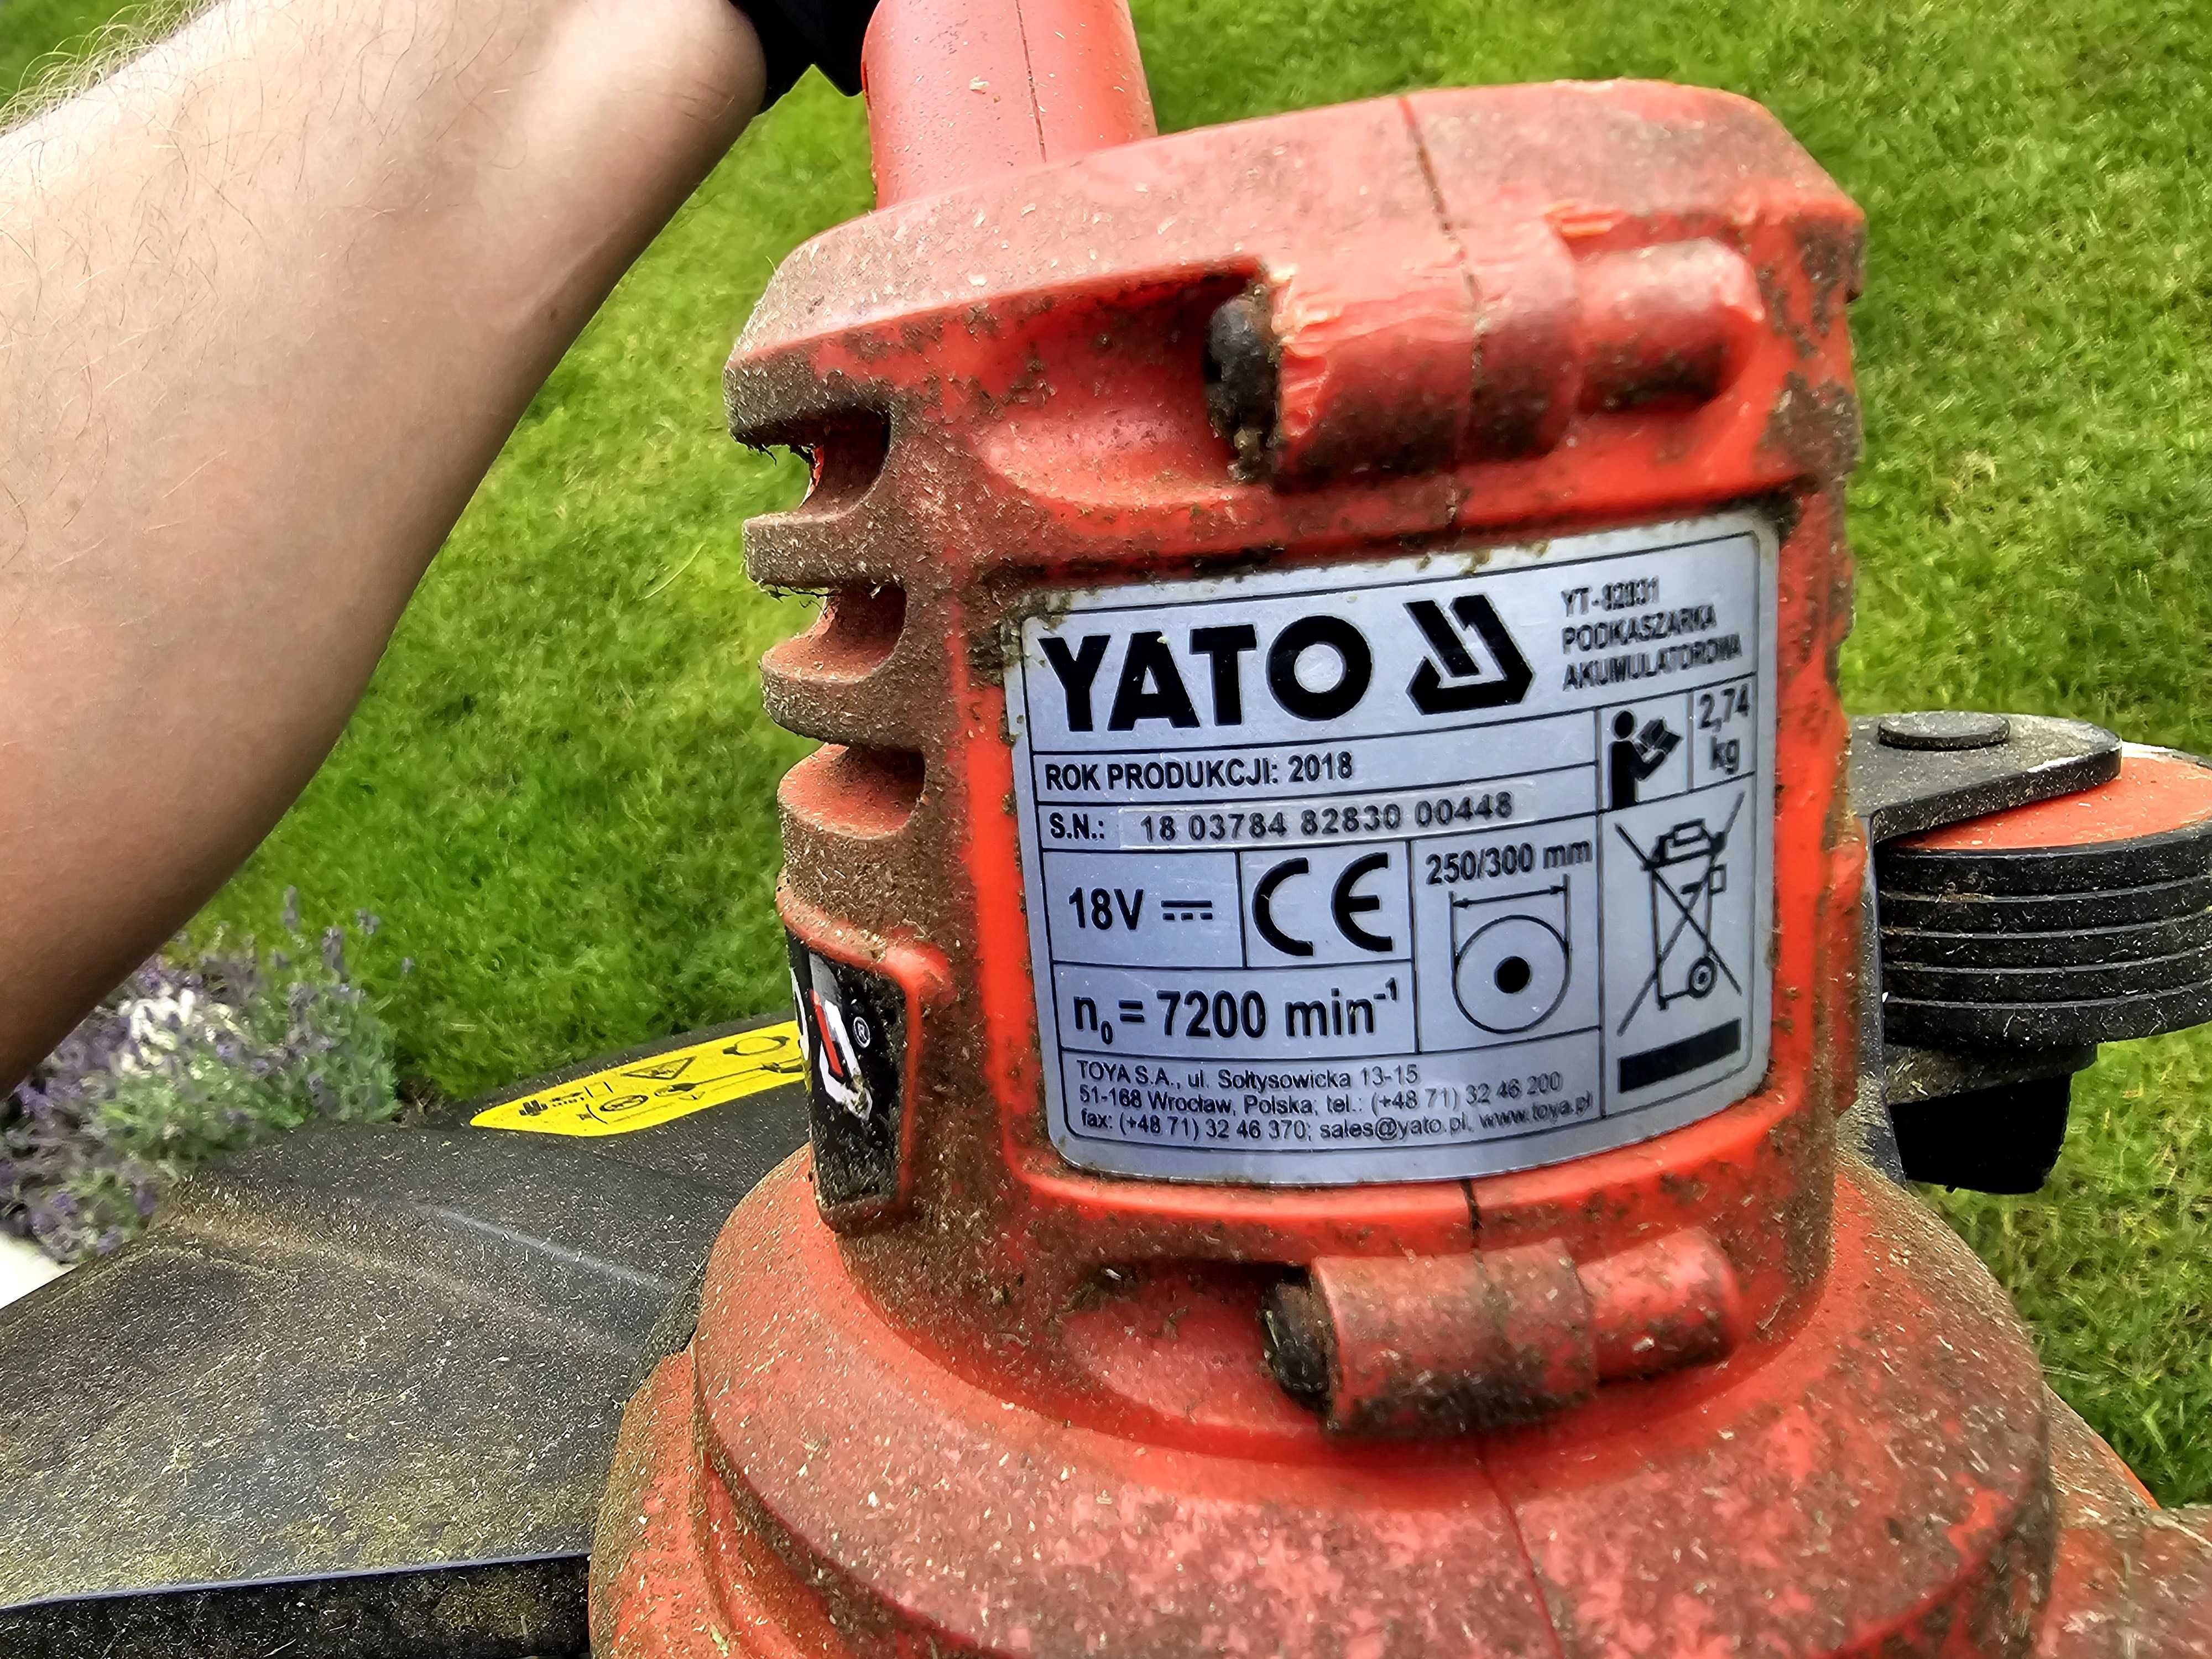 YATO
YT-82831
PODKASZARKA
AKUMULATOROWA
2,74
kg
ROK PRODUKCJI: 2018
S.N.: 18 03784 82830 00448
18V
CE
250/300 mm
n₀ = 7200 min⁻¹
TOYA S.A., ul. Sołtysowicka 13-15
51-168 Wrocław, Polska; tel.: (+48 71) 32 46 200
fax: (+48 71) 32 46 370; sales@yato.pl, www.toya.pl
®